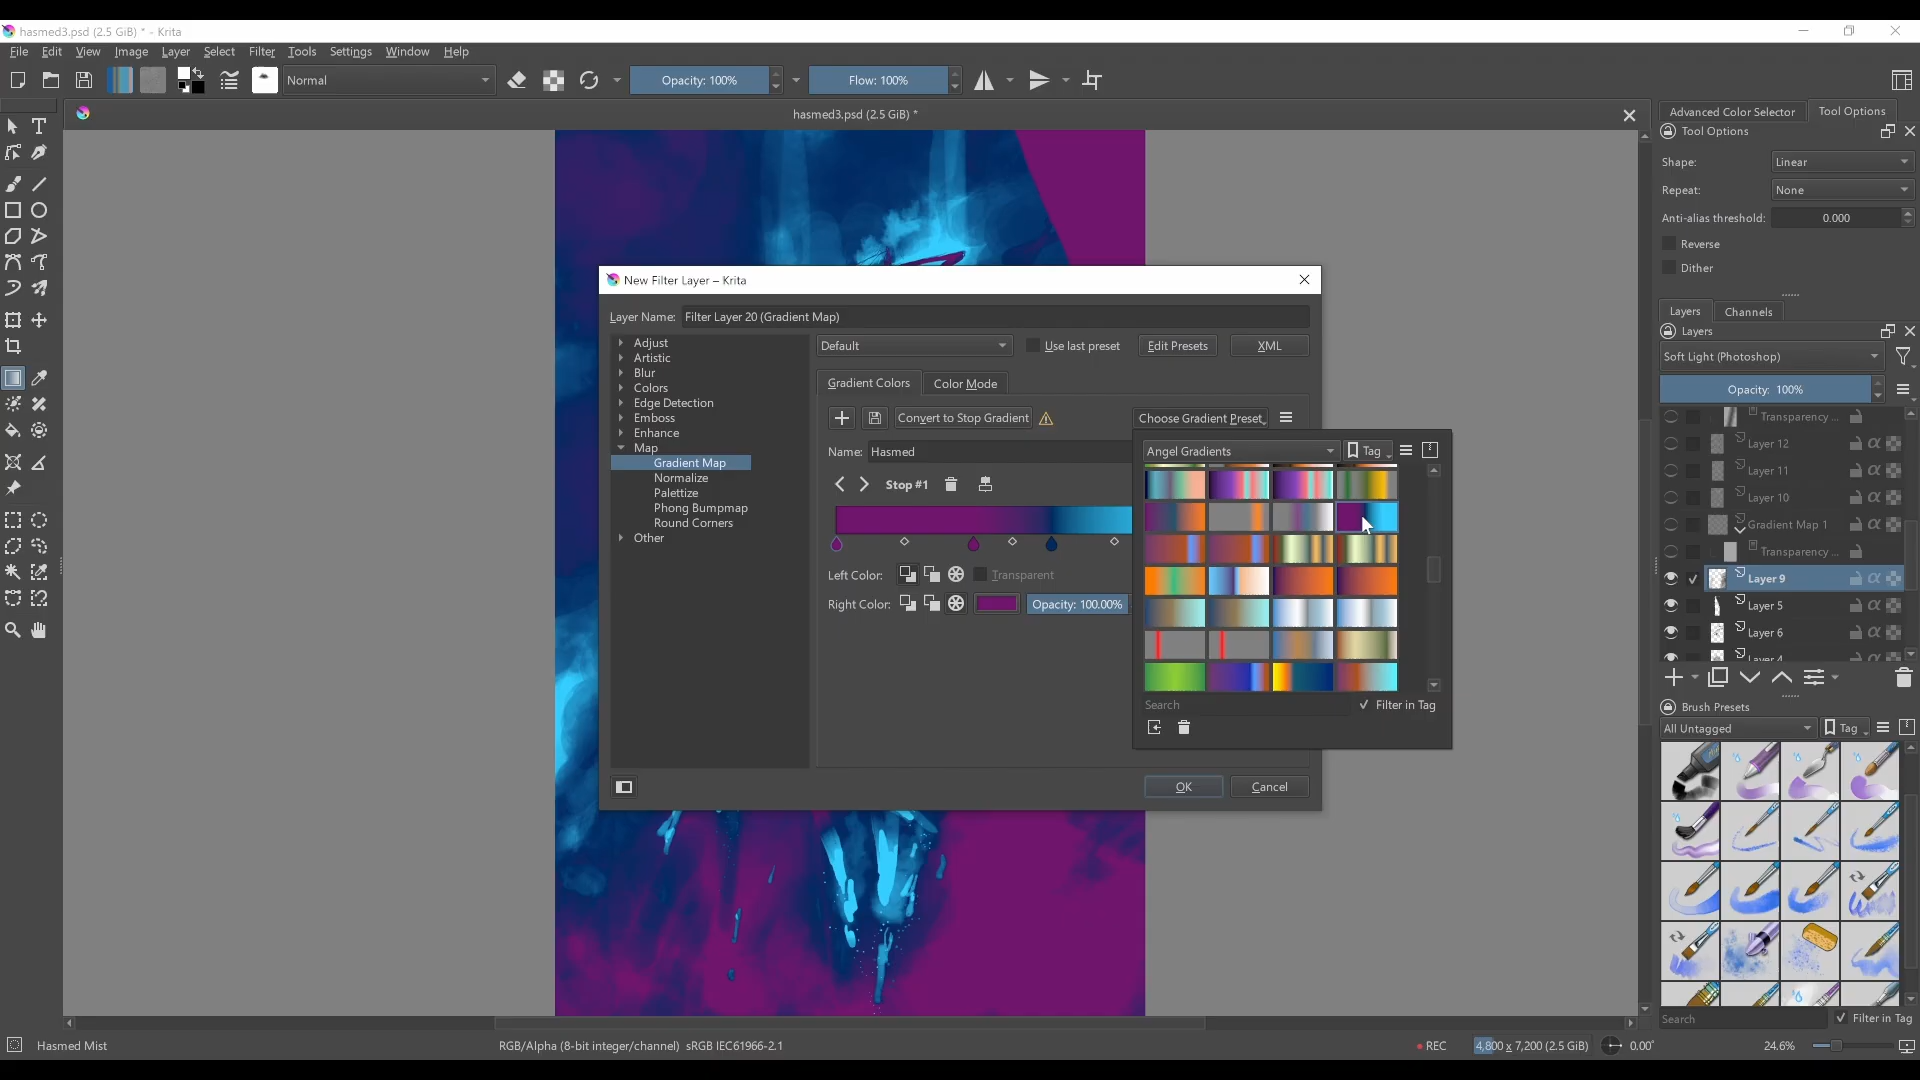 hasmed3.psd (2.5 GiB) * - Krita
File Edit View Image Layer Select Filter Tools Settings Window Help
Normal
Opacity: 100%
Flow: 100%
hasmed3.psd (2.5 GiB) *
Advanced Color Selector Tool Options
Tool Options
Shape: Linear
Repeat: None
Anti-alias threshold: 0.000
Reverse
Dither
Layers Channels
Layers
Soft Light (Photoshop)
Opacity: 100%
Transparency ...
Layer 12
Layer 11
Layer 10
Gradient Map 1
Transparency ...
Layer 9
Layer 5
Layer 6
Layer 4
Brush Presets
All Untagged Tag
Search Filter in Tag
New Filter Layer – Krita
Layer Name: Filter Layer 20 (Gradient Map)
Adjust
Artistic
Blur
Colors
Edge Detection
Emboss
Enhance
Map
Gradient Map
Normalize
Palettize
Phong Bumpmap
Round Corners
Other
Default Use last preset Edit Presets XML
Gradient Colors Color Mode
Convert to Stop Gradient Choose Gradient Preset
Name: Hasmed
Stop #1
Left Color: Transparent
Right Color: Opacity: 100.00%
Angel Gradients Tag
Search Filter in Tag
OK Cancel
Hasmed Mist
RGB/Alpha (8-bit integer/channel) sRGB IEC61966-2.1
REC
4,800 x 7,200 (2.5 GiB)
0.00°
24.6%